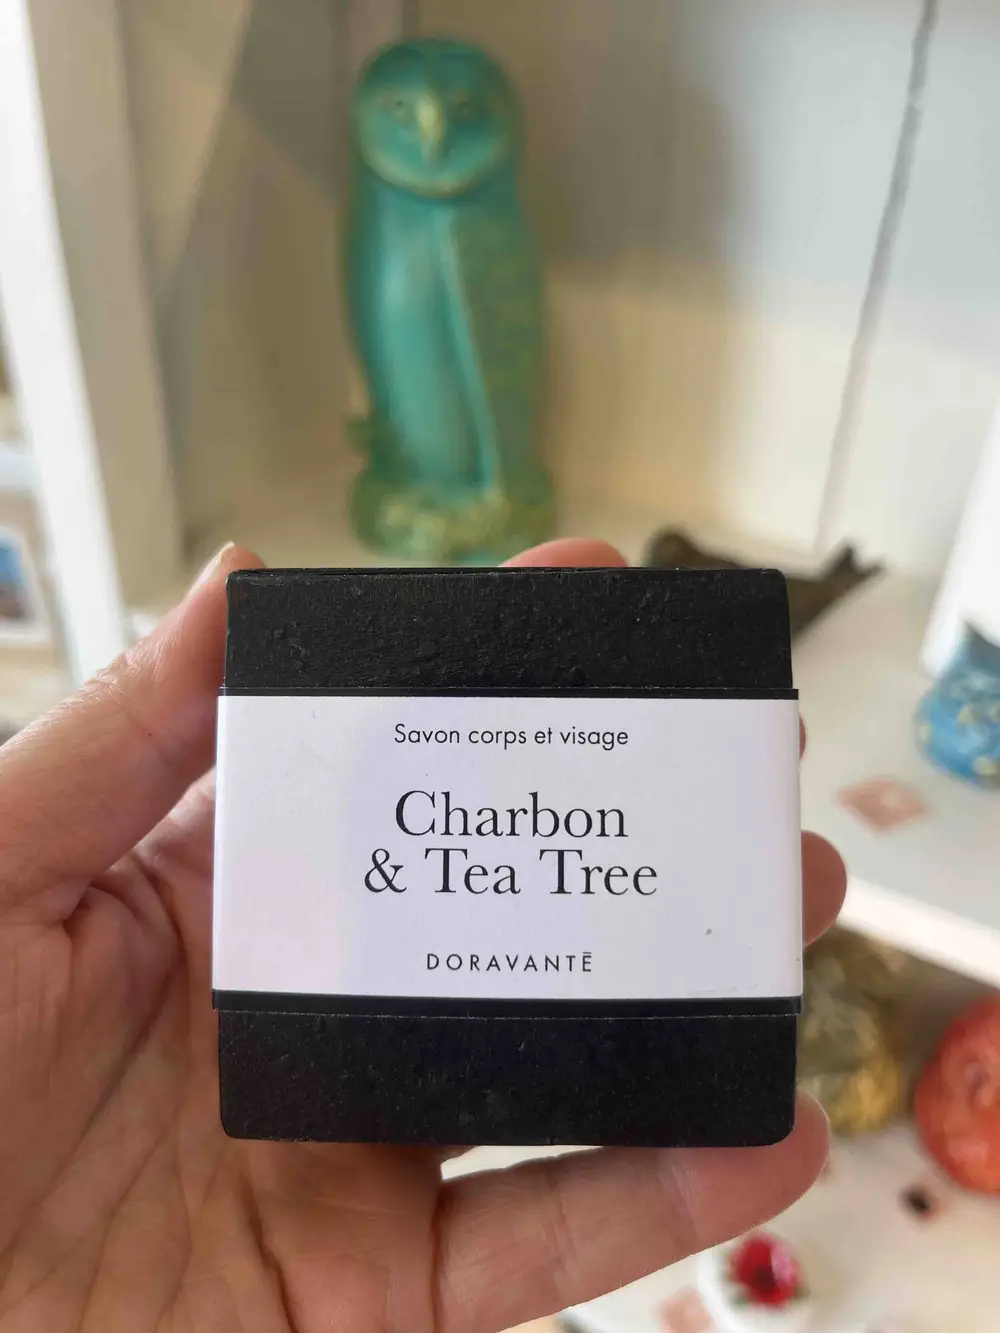 Savon corps et visage
Charbon
& Tea Tree
DORAVANTĒ